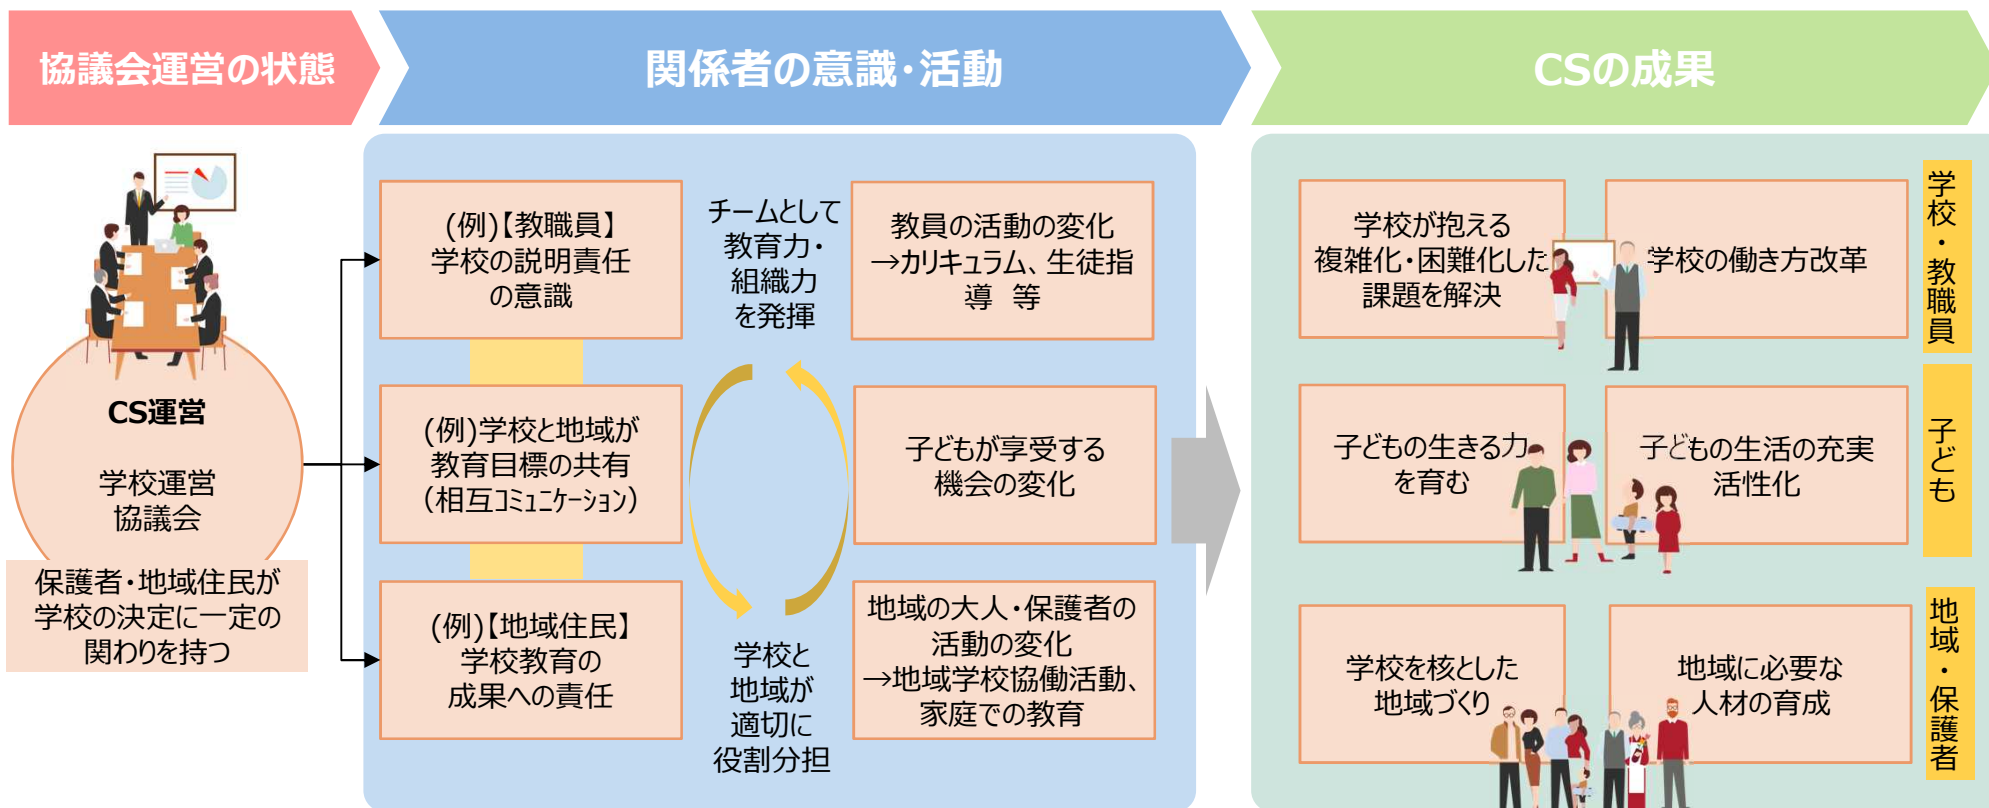 協議会運営の状態
関係者の意識・活動
CSの成果
CS運営
学校運営
協議会
保護者・地域住民が
学校の決定に一定の
関わりを持つ
(例)【教職員】
学校の説明責任
の意識
(例)学校と地域が
教育目標の共有
(相互コミュニケーション)
(例)【地域住民】
学校教育の
成果への責任
チームとして
教育力・
組織力
を発揮
学校と
地域が
適切に
役割分担
教員の活動の変化
→カリキュラム、生徒指
導　等
子どもが享受する
機会の変化
地域の大人・保護者の
活動の変化
→地域学校協働活動、
家庭での教育
学校が抱える
複雑化・困難化した
課題を解決
学校の働き方改革
学校・教職員
子どもの生きる力
を育む
子どもの生活の充実
活性化
子ども
学校を核とした
地域づくり
地域に必要な
人材の育成
地域・保護者